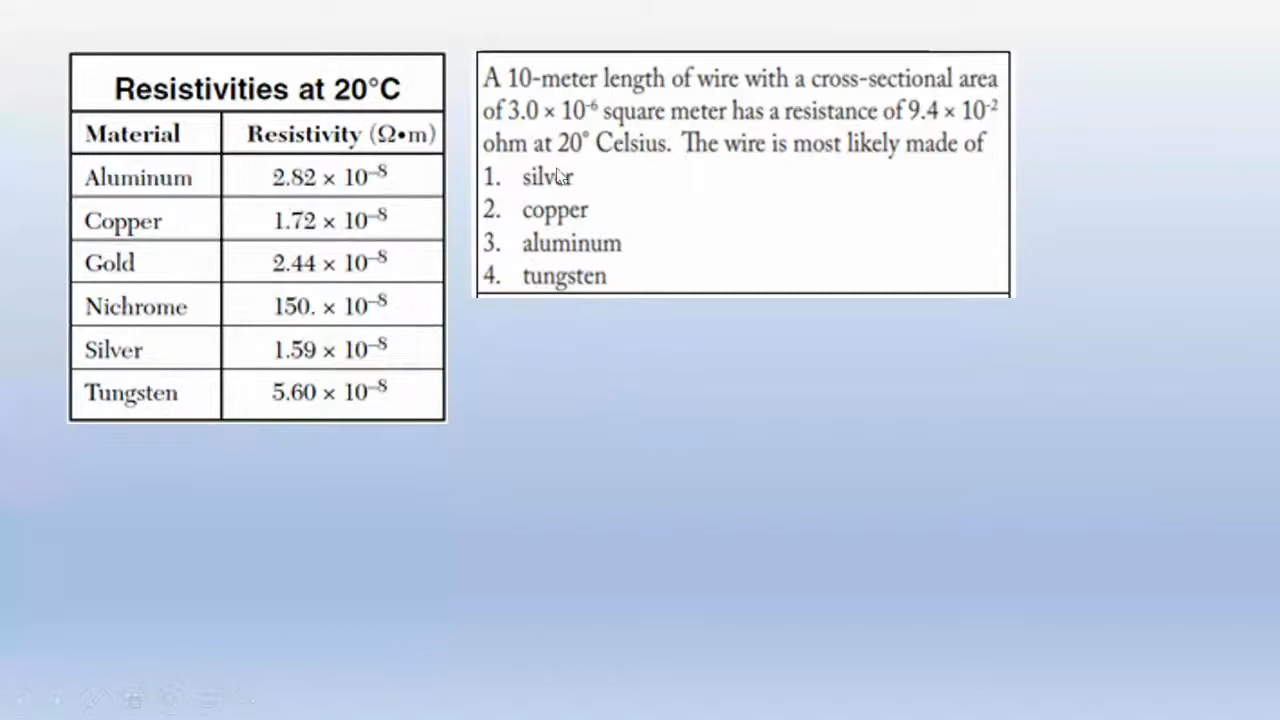 Resistivities at 20°C
Material Resistivity (Ω•m)
Aluminum 2.82 × 10⁻⁸
Copper 1.72 × 10⁻⁸
Gold 2.44 × 10⁻⁸
Nichrome 150. × 10⁻⁸
Silver 1.59 × 10⁻⁸
Tungsten 5.60 × 10⁻⁸
A 10-meter length of wire with a cross-sectional area
of 3.0 × 10⁻⁶ square meter has a resistance of 9.4 × 10⁻²
ohm at 20° Celsius. The wire is most likely made of
1. silver
2. copper
3. aluminum
4. tungsten